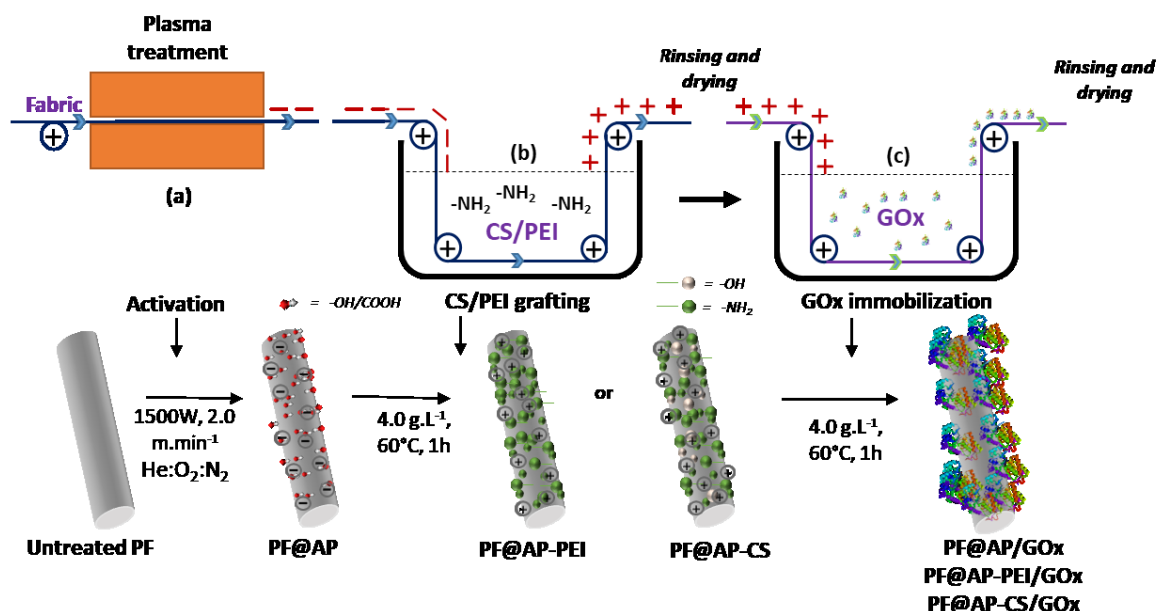 Plasma
treatment
Fabric
+
(a)
+
(b)
-NH₂ -NH₂ -NH₂
CS/PEI
+ +
+
+ + + + + + +
Rinsing and
drying
+ + + + + +
+
(c)
GOx
+ +
+
Rinsing and
drying
Activation
= -OH/COOH
CS/PEI grafting
= -OH
= -NH₂
GOx immobilization
1500W, 2.0
m.min⁻¹
He:O₂:N₂
4.0 g.L⁻¹,
60°C, 1h
or
4.0 g.L⁻¹,
60°C, 1h
Untreated PF
PF@AP
PF@AP-PEI
PF@AP-CS
PF@AP/GOx
PF@AP-PEI/GOx
PF@AP-CS/GOx